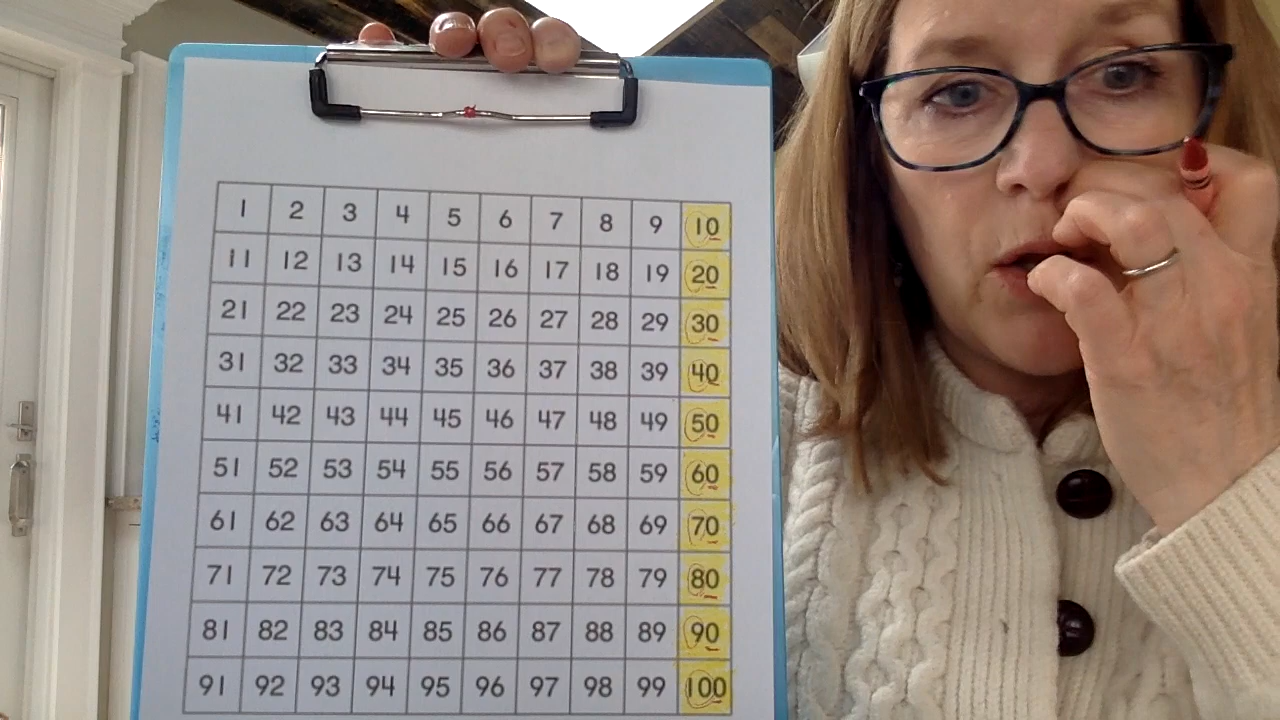 1 2 3 4 5 6 7 8 9 10
11 12 13 14 15 16 17 18 19 20
21 22 23 24 25 26 27 28 29 30
31 32 33 34 35 36 37 38 39 40
41 42 43 44 45 46 47 48 49 50
51 52 53 54 55 56 57 58 59 60
61 62 63 64 65 66 67 68 69 70
71 72 73 74 75 76 77 78 79 80
81 82 83 84 85 86 87 88 89 90
91 92 93 94 95 96 97 98 99 100